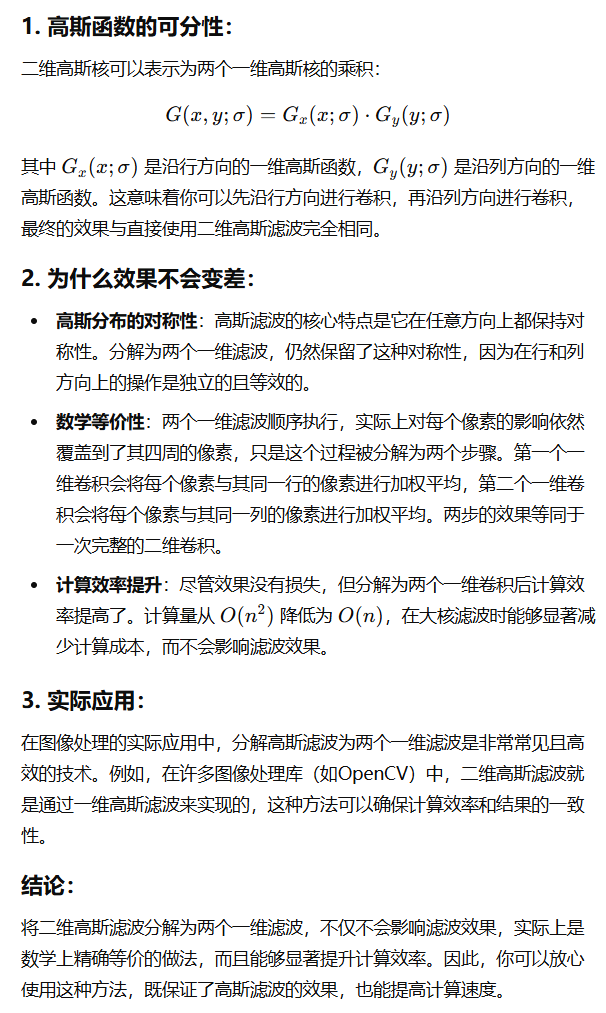 1. 高斯函数的可分性：
二维高斯核可以表示为两个一维高斯核的乘积：
G(x, y; σ) = Gₓ(x; σ) · G_y(y; σ)
其中 Gₓ(x; σ) 是沿行方向的一维高斯函数，G_y(y; σ) 是沿列方向的一维
高斯函数。这意味着你可以先沿行方向进行卷积，再沿列方向进行卷积，
最终的效果与直接使用二维高斯滤波完全相同。
2. 为什么效果不会变差：
• 高斯分布的对称性：高斯滤波的核心特点是它在任意方向上都保持对
称性。分解为两个一维滤波，仍然保留了这种对称性，因为在行和列
方向上的操作是独立的且等效的。
• 数学等价性：两个一维滤波顺序执行，实际上对每个像素的影响依然
覆盖到了其四周的像素，只是这个过程被分解为两个步骤。第一个一
维卷积会将每个像素与其同一行的像素进行加权平均，第二个一维卷
积会将每个像素与其同一列的像素进行加权平均。两步的效果等同于
一次完整的二维卷积。
• 计算效率提升：尽管效果没有损失，但分解为两个一维卷积后计算效
率提高了。计算量从 O(n²) 降低为 O(n)，在大核滤波时能够显著减
少计算成本，而不会影响滤波效果。
3. 实际应用：
在图像处理的实际应用中，分解高斯滤波为两个一维滤波是非常常见且高
效的技术。例如，在许多图像处理库（如OpenCV）中，二维高斯滤波就
是通过一维高斯滤波来实现的，这种方法可以确保计算效率和结果的一致
性。
结论：
将二维高斯滤波分解为两个一维滤波，不仅不会影响滤波效果，实际上是
数学上精确等价的做法，而且能够显著提升计算效率。因此，你可以放心
使用这种方法，既保证了高斯滤波的效果，也能提高计算速度。